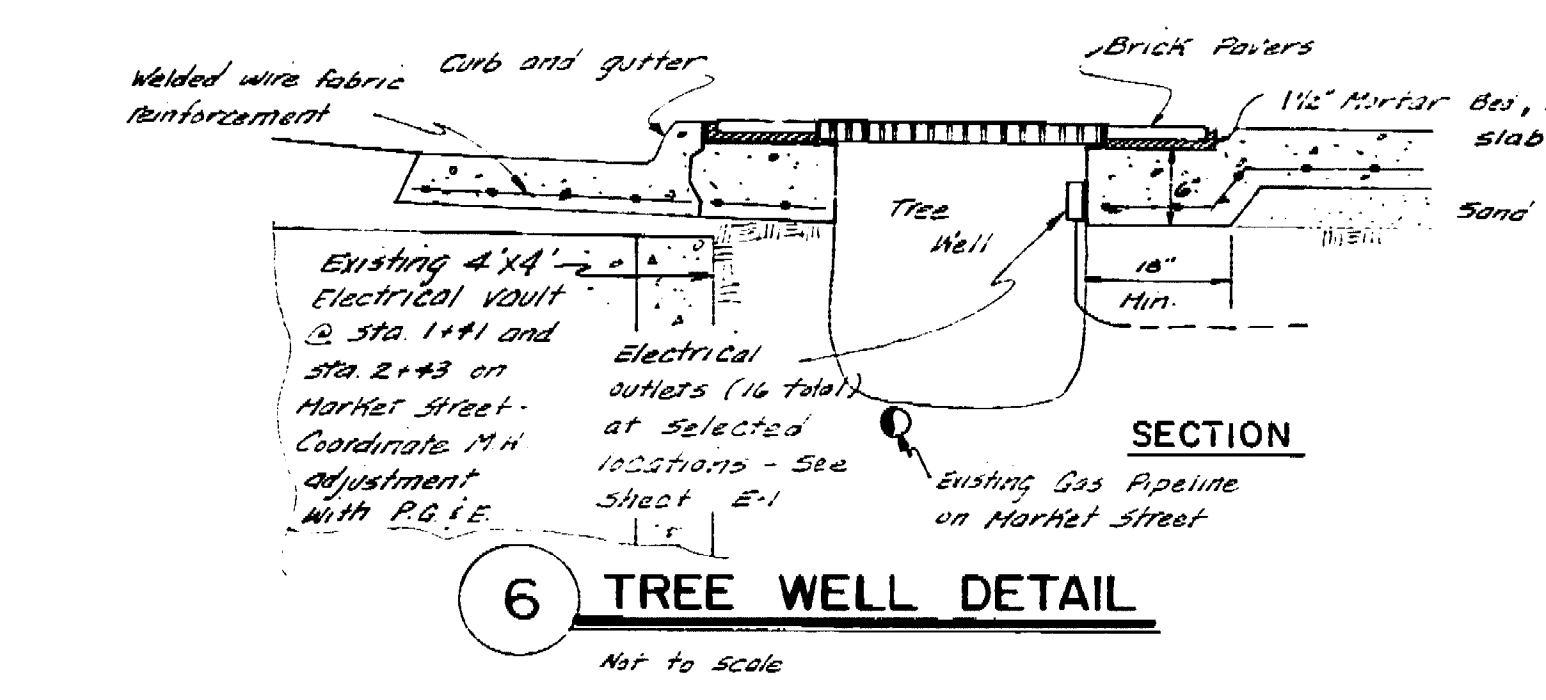 Welded wire fabric
reinforcement
Curb and gutter
Brick Pavers
1½" Mortar Bed,
slab
6"
Sand
Tree
Well
18"
Min.
Existing 4'x4'
Electrical Vault
@ sta. 1+41 and
sta. 2+43 on
Market Street-
Coordinate M.H.
adjustment
With P.G. & E.
Electrical
outlets (16 total)
at selected
locations - See
sheet E-1
SECTION
Existing Gas Pipeline
on Market Street
6 TREE WELL DETAIL
Not to scale